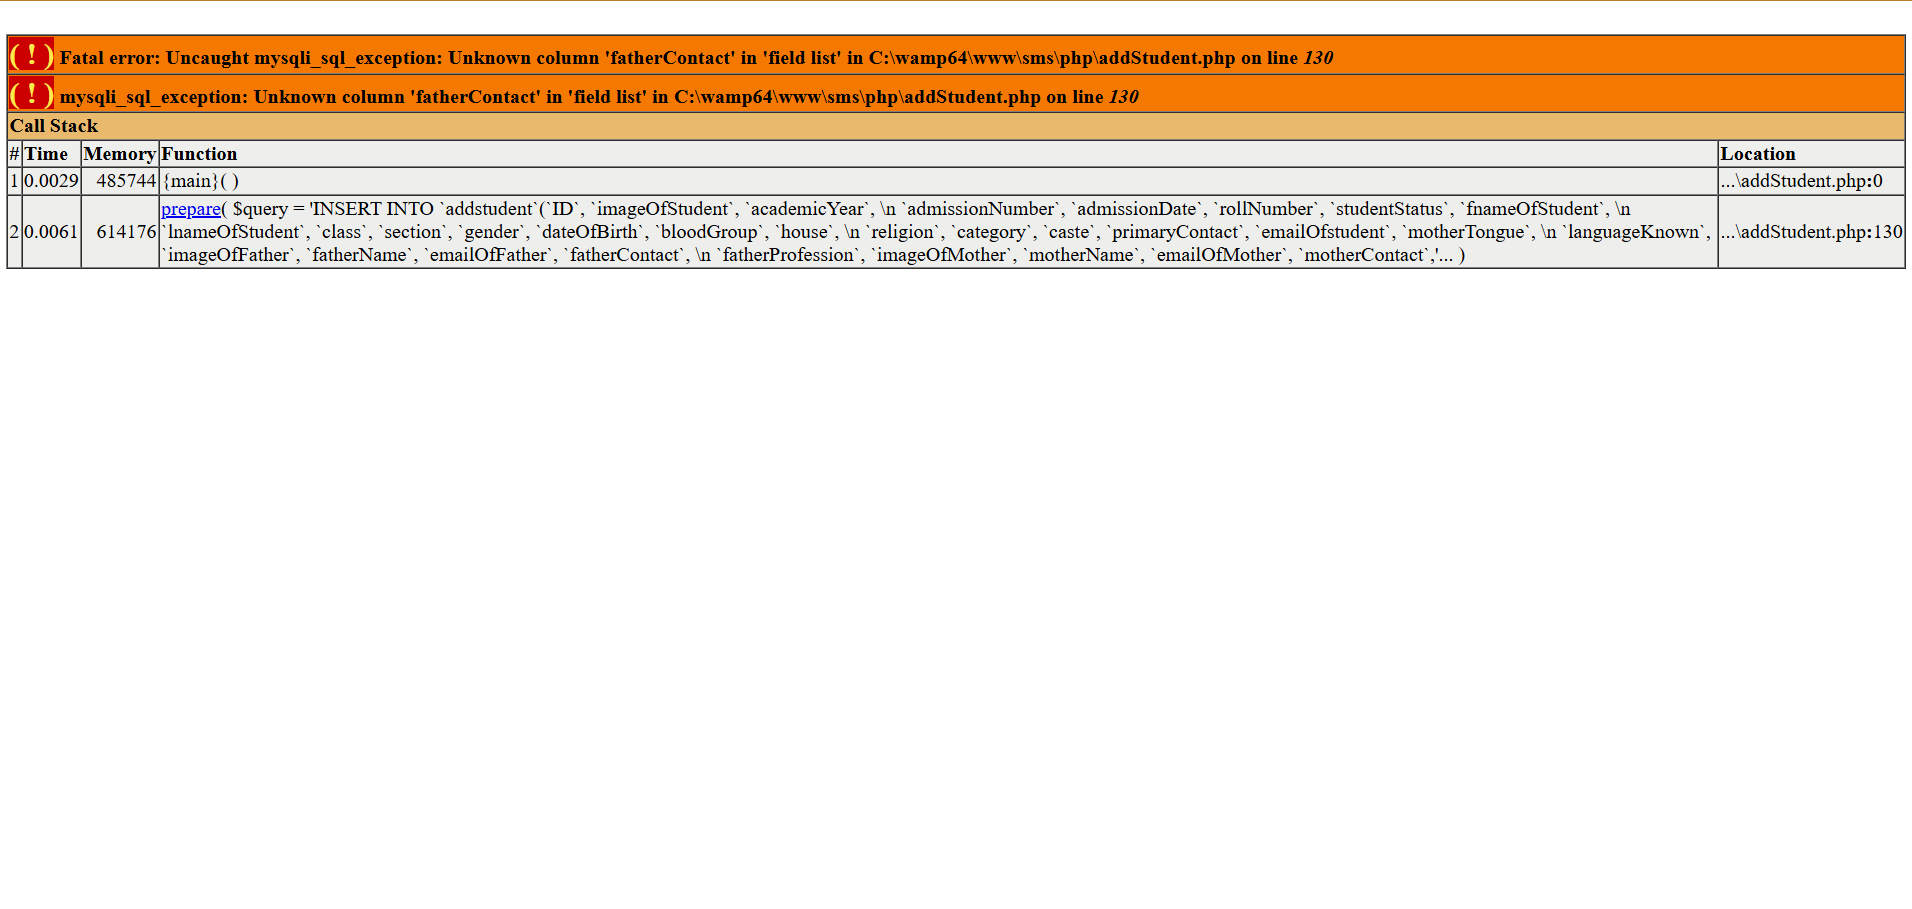 ( ! ) Fatal error: Uncaught mysqli_sql_exception: Unknown column 'fatherContact' in 'field list' in C:\wamp64\www\sms\php\addStudent.php on line 130
( ! ) mysqli_sql_exception: Unknown column 'fatherContact' in 'field list' in C:\wamp64\www\sms\php\addStudent.php on line 130
Call Stack
# Time Memory Function Location
1 0.0029 485744 {main}( ) ...\addStudent.php:0
2 0.0061 614176 prepare( $query = 'INSERT INTO `addstudent`(`ID`, `imageOfStudent`, `academicYear`, \n `admissionNumber`, `admissionDate`, `rollNumber`, `studentStatus`, `fnameOfStudent`, \n
`lnameOfStudent`, `class`, `section`, `gender`, `dateOfBirth`, `bloodGroup`, `house`, \n `religion`, `category`, `caste`, `primaryContact`, `emailOfstudent`, `motherTongue`, \n `languageKnown`,
`imageOfFather`, `fatherName`, `emailOfFather`, `fatherContact`, \n `fatherProfession`, `imageOfMother`, `motherName`, `emailOfMother`, `motherContact`,'... ) ...\addStudent.php:130